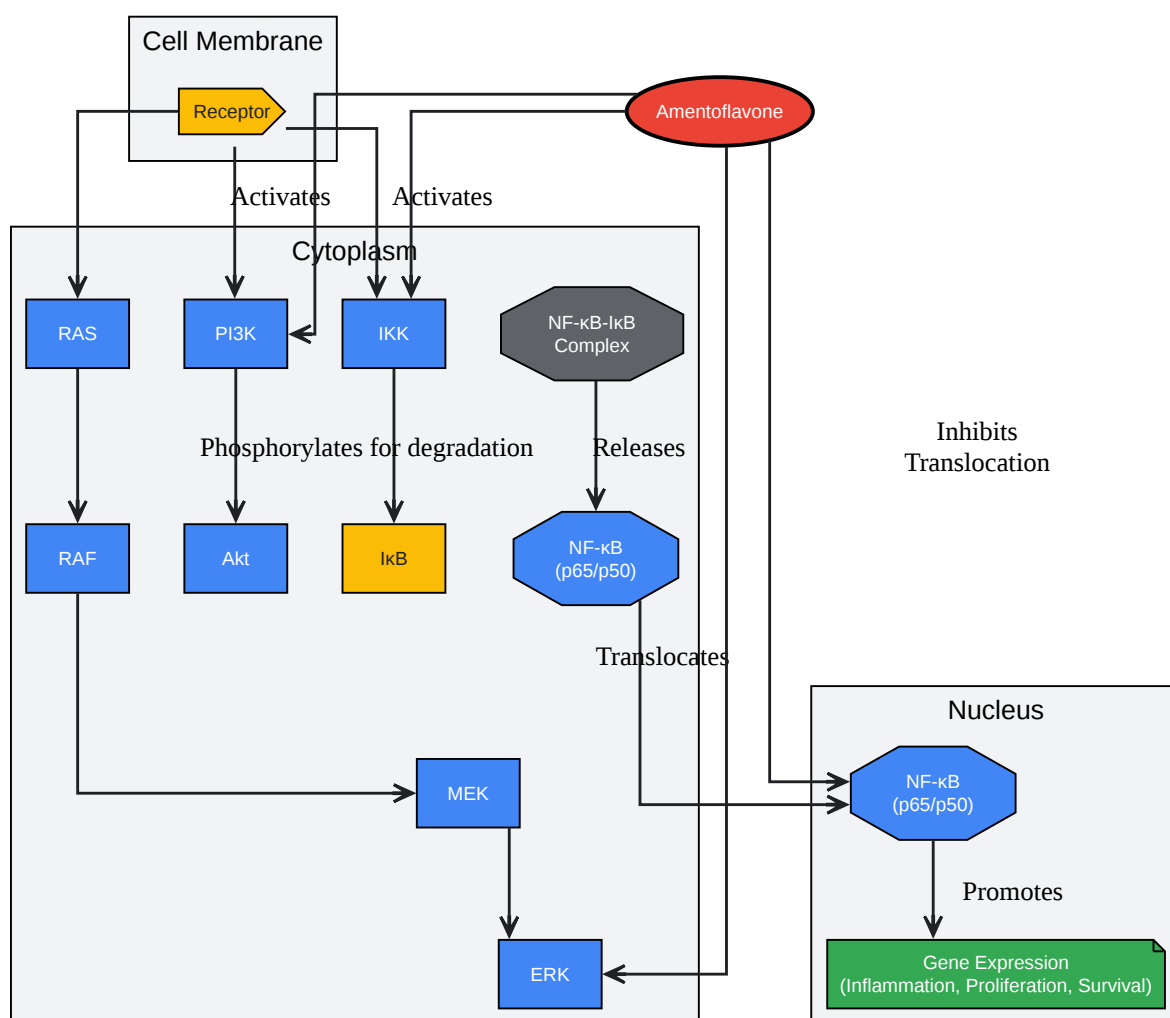 Cell Membrane
Receptor
Amentoflavone
Activates
Activates
Cytoplasm
RAS
PI3K
IKK
NF-κB-IκB
Complex
Phosphorylates for degradation
Releases
Inhibits
Translocation
RAF
Akt
IκB
NF-κB
(p65/p50)
Translocates
Nucleus
MEK
NF-κB
(p65/p50)
Promotes
ERK
Gene Expression
(Inflammation, Proliferation, Survival)